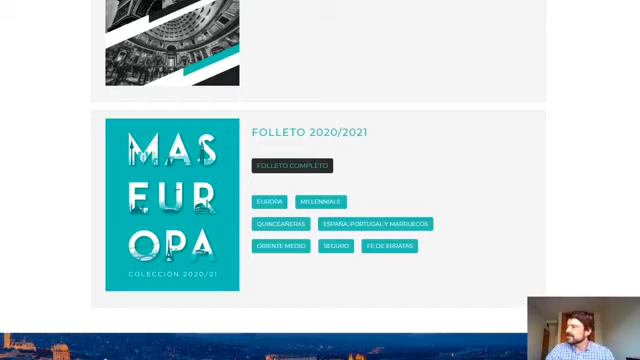 MAS
EUR
OPA
COLECCIÓN 2020/21
FOLLETO 2020/2021
FOLLETO COMPLETO
EUROPA
MILLENNIALS
QUINCEAÑERAS
ESPAÑA, PORTUGAL Y MARRUECOS
ORIENTE MEDIO
SEGURO
FE DE ERRATAS